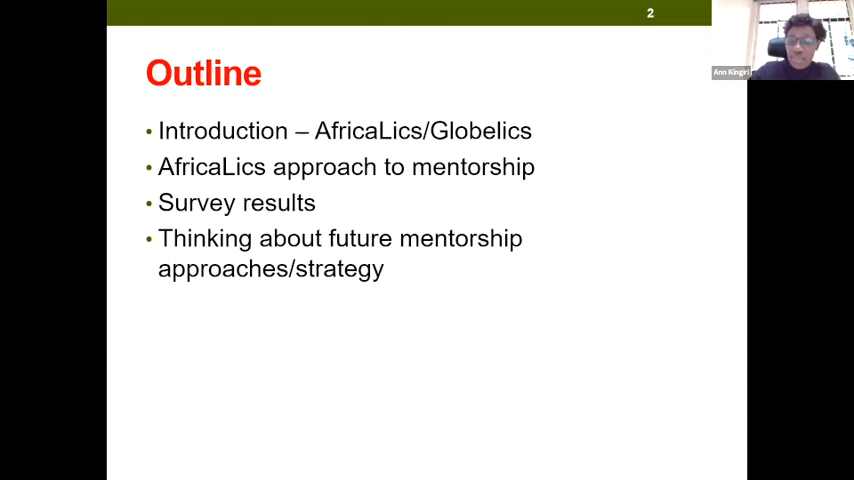 2
Ann Kingiri
Outline
• Introduction – AfricaLics/Globelics
• AfricaLics approach to mentorship
• Survey results
• Thinking about future mentorship
approaches/strategy